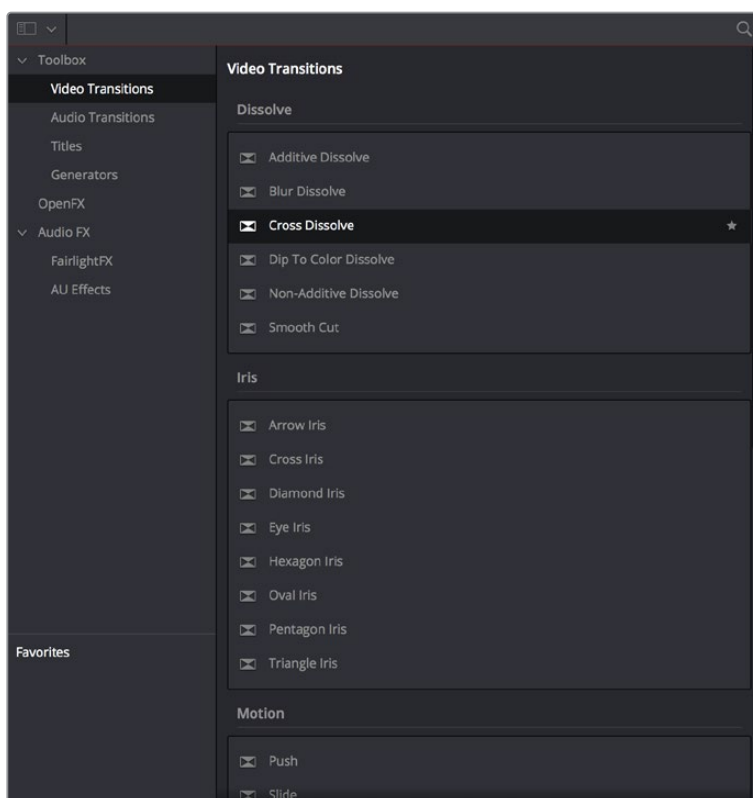 Toolbox
Video Transitions
Audio Transitions
Titles
Generators
OpenFX
Audio FX
FairlightFX
AU Effects
Favorites
Video Transitions
Dissolve
Additive Dissolve
Blur Dissolve
Cross Dissolve
Dip To Color Dissolve
Non-Additive Dissolve
Smooth Cut
Iris
Arrow Iris
Cross Iris
Diamond Iris
Eye Iris
Hexagon Iris
Oval Iris
Pentagon Iris
Triangle Iris
Motion
Push
Slide